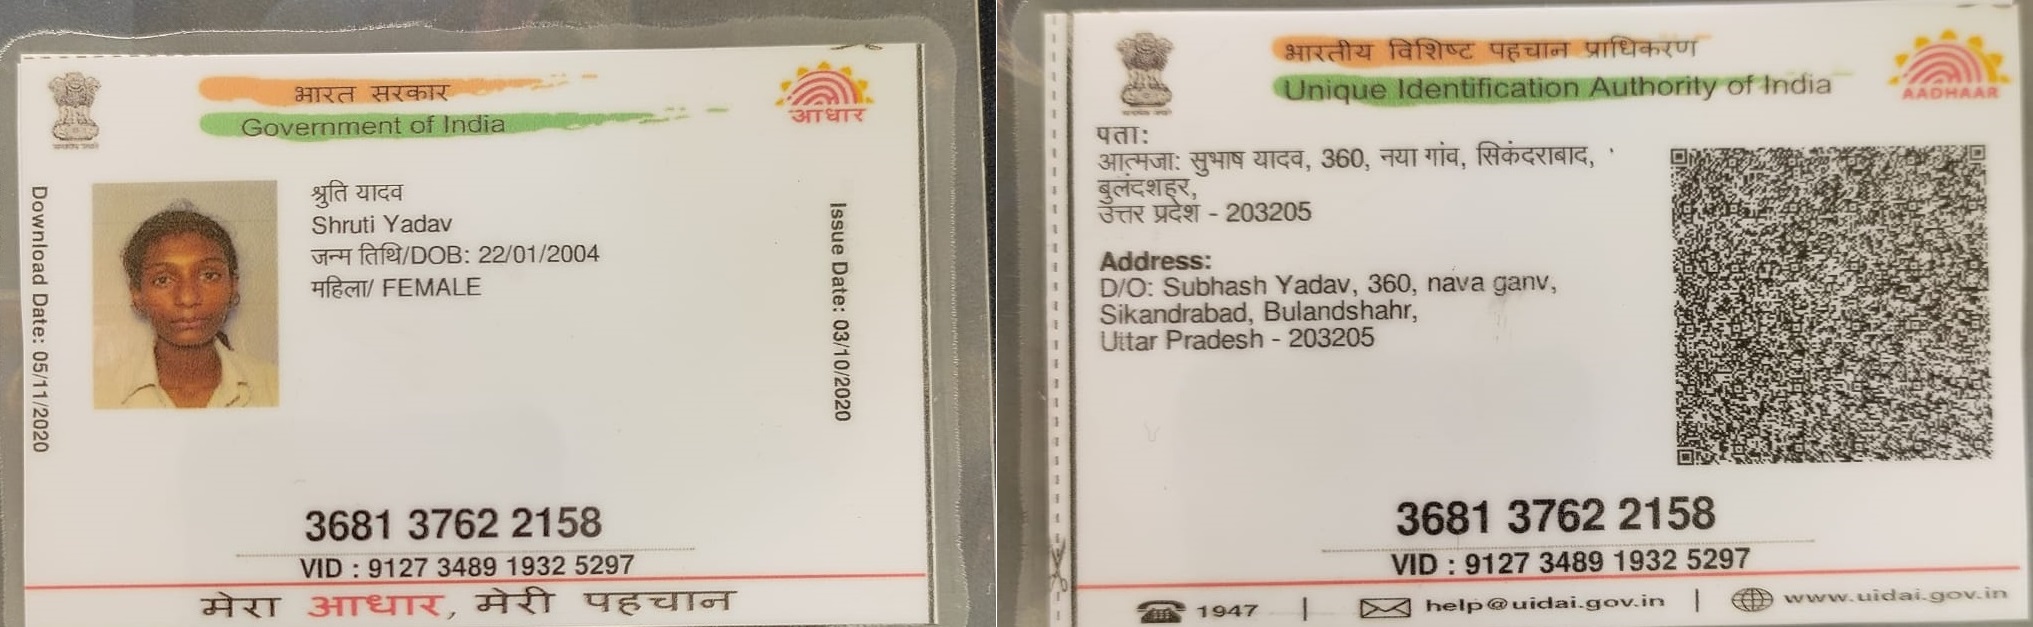 भारत सरकार
Government of India
आधार
Download Date: 05/11/2020
श्रुति यादव
Shruti Yadav
जन्म तिथि/DOB: 22/01/2004
महिला/ FEMALE
Issue Date: 03/10/2020
3681 3762 2158
VID : 9127 3489 1932 5297
मेरा आधार, मेरी पहचान
भारतीय विशिष्ट पहचान प्राधिकरण
Unique Identification Authority of India
AADHAAR
पता:
आत्मजा: सुभाष यादव, 360, नया गांव, सिकंदराबाद,
बुलंदशहर,
उत्तर प्रदेश - 203205
Address:
D/O: Subhash Yadav, 360, nava ganv,
Sikandrabad, Bulandshahr,
Uttar Pradesh - 203205
3681 3762 2158
VID : 9127 3489 1932 5297
1947 | help@uidai.gov.in | www.uidai.gov.in